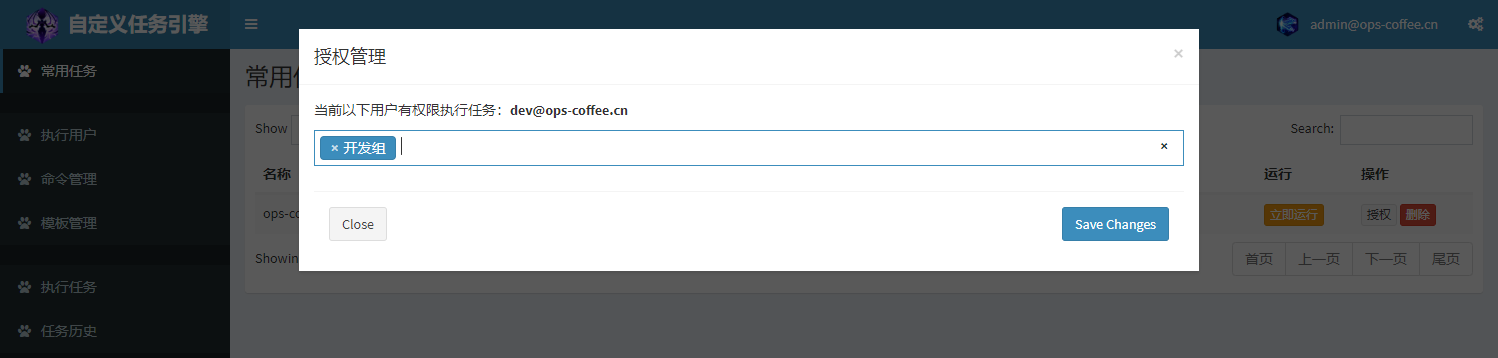 自定义任务引擎
admin@ops-coffee.cn
常用任务
执行用户
命令管理
模板管理
执行任务
任务历史
常用
授权管理
×
当前以下用户有权限执行任务：dev@ops-coffee.cn
× 开发组
×
Close
Save Changes
Show
Search:
名称
运行
操作
ops-co
立即运行
授权
删除
Showin
首页
上一页
下一页
尾页